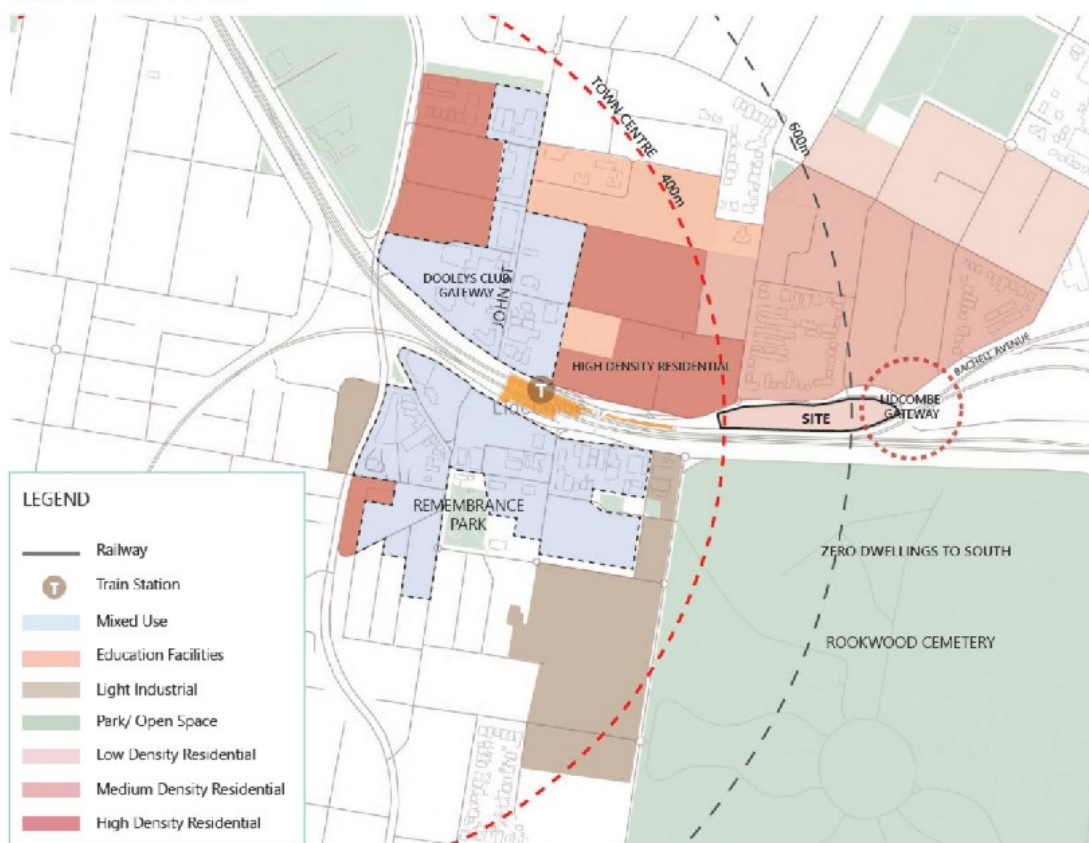 TOWN CENTRE
400m
600m
DOOLEYS CLUB
GATEWAY
JOHN ST
HIGH DENSITY RESIDENTIAL
BACHELL AVENUE
LIDCOMBE
GATEWAY
SITE
T
Lidcombe
REMEMBRANCE
PARK
ZERO DWELLINGS TO SOUTH
ROOKWOOD CEMETERY
LEGEND
Railway
T
Train Station
Mixed Use
Education Facilities
Light Industrial
Park/ Open Space
Low Density Residential
Medium Density Residential
High Density Residential